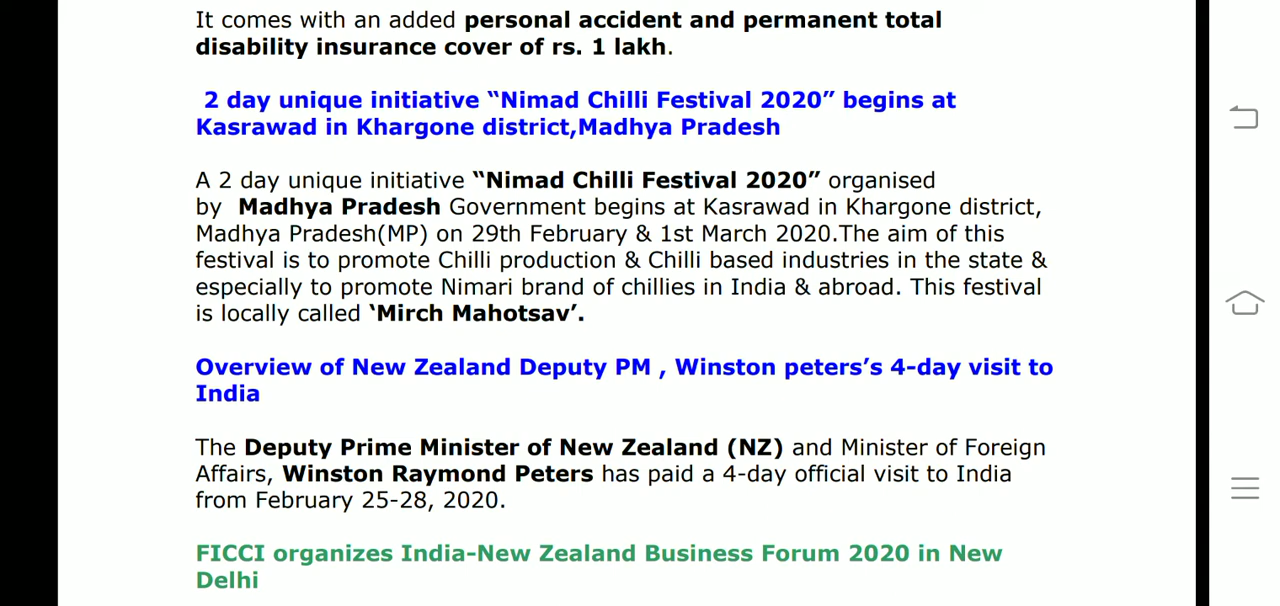 It comes with an added personal accident and permanent total
disability insurance cover of rs. 1 lakh.
2 day unique initiative “Nimad Chilli Festival 2020” begins at
Kasrawad in Khargone district,Madhya Pradesh
A 2 day unique initiative “Nimad Chilli Festival 2020” organised
by Madhya Pradesh Government begins at Kasrawad in Khargone district,
Madhya Pradesh(MP) on 29th February & 1st March 2020.The aim of this
festival is to promote Chilli production & Chilli based industries in the state &
especially to promote Nimari brand of chillies in India & abroad. This festival
is locally called ‘Mirch Mahotsav’.
Overview of New Zealand Deputy PM , Winston peters’s 4-day visit to
India
The Deputy Prime Minister of New Zealand (NZ) and Minister of Foreign
Affairs, Winston Raymond Peters has paid a 4-day official visit to India
from February 25-28, 2020.
FICCI organizes India-New Zealand Business Forum 2020 in New
Delhi